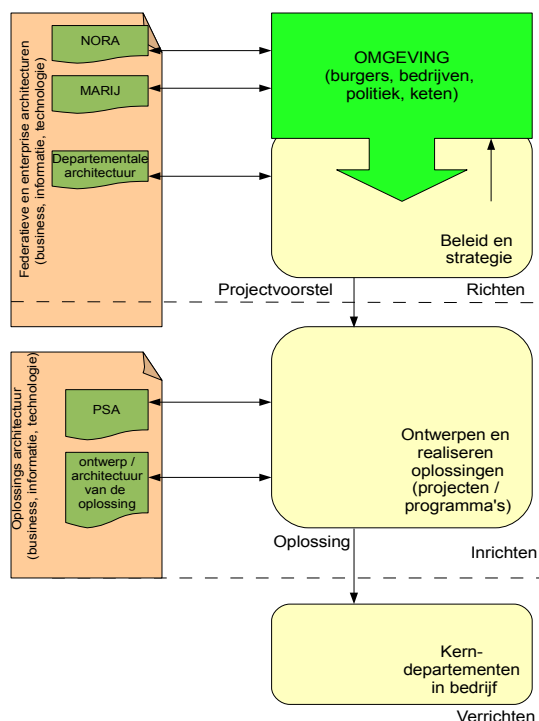 Federatieve en enterprise architecturen
(business, informatie, technologie)
NORA
MARIJ
Departementale
architectuur
OMGEVING
(burgers, bedrijven,
politiek, keten)
Beleid en
strategie
Projectvoorstel
Richten
Oplossings architectuur
(business, informatie, technologie)
PSA
ontwerp /
architectuur
van de
oplossing
Ontwerpen en
realiseren
oplossingen
(projecten /
programma's)
Oplossing
Inrichten
Kern-
departementen
in bedrijf
Verrichten